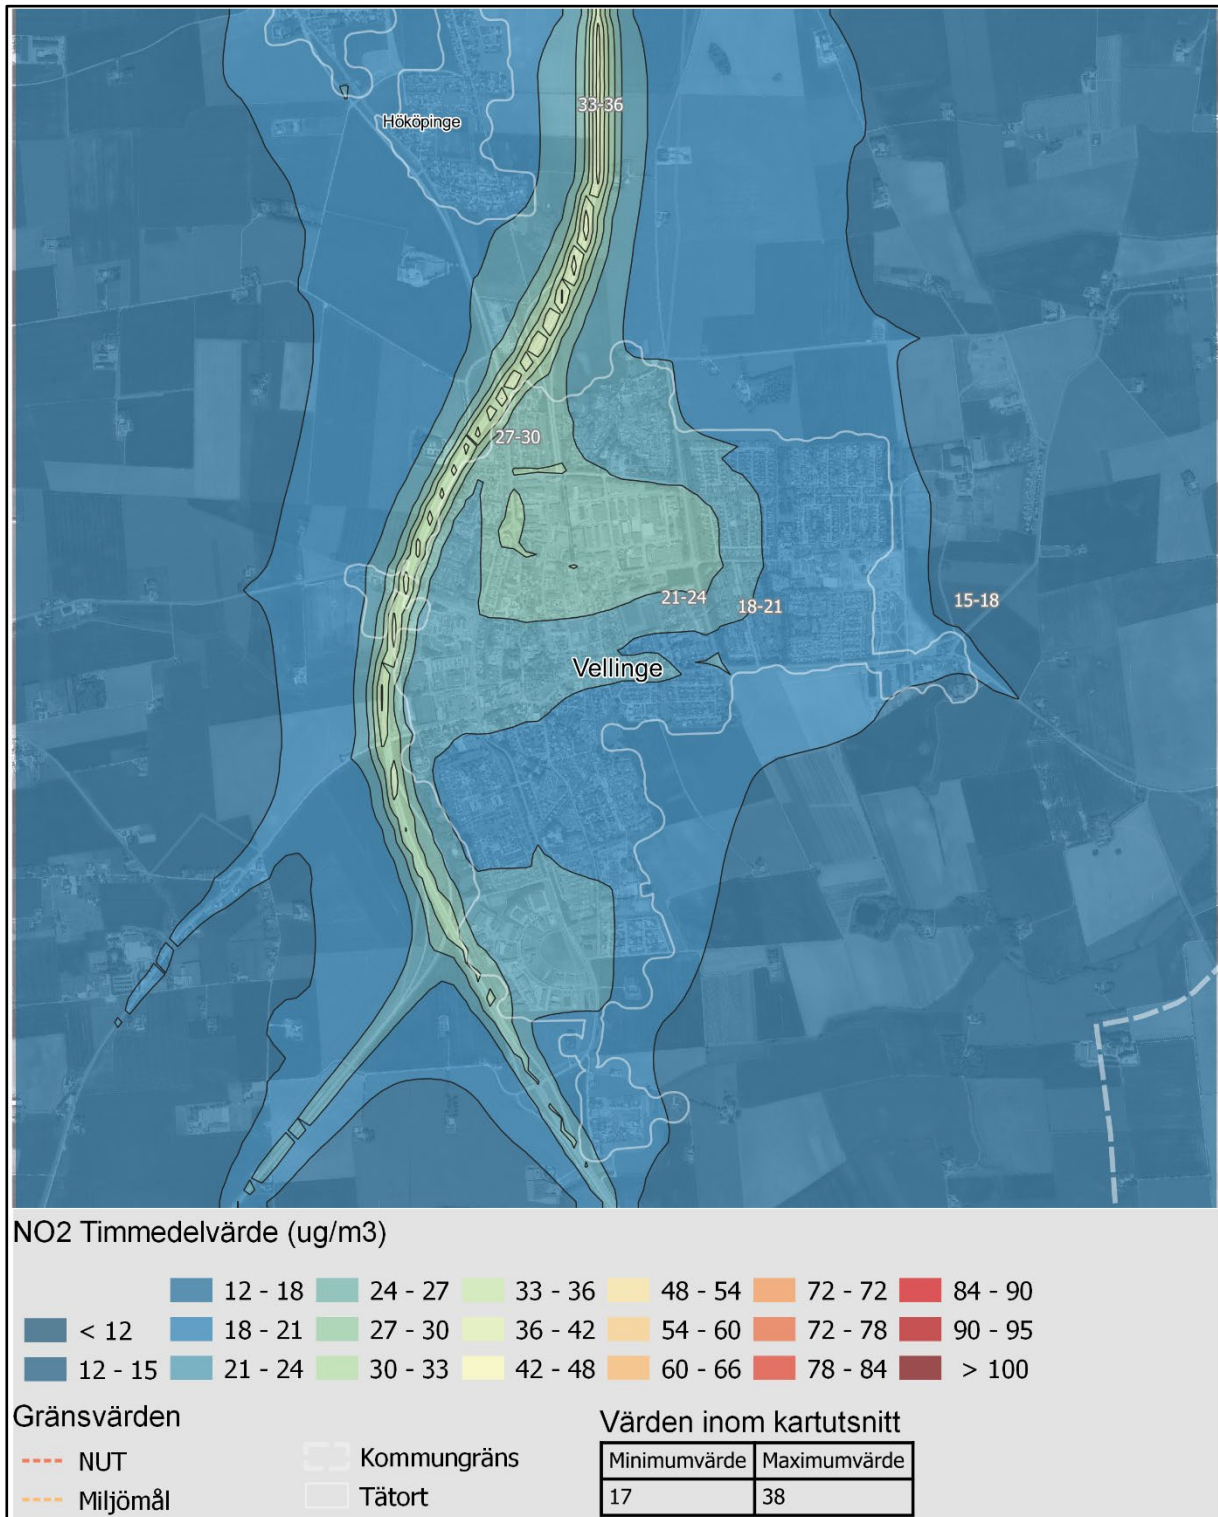 33-36
Hököpinge
27-30
21-24
18-21
15-18
Vellinge
NO2 Timmedelvärde (ug/m3)
12 - 18 24 - 27 33 - 36 48 - 54 72 - 72 84 - 90
< 12 18 - 21 27 - 30 36 - 42 54 - 60 72 - 78 90 - 95
12 - 15 21 - 24 30 - 33 42 - 48 60 - 66 78 - 84 > 100
Gränsvärden
NUT
Miljömål
Kommungräns
Tätort
Värden inom kartutsnitt
Minimumvärde Maximumvärde
17 38